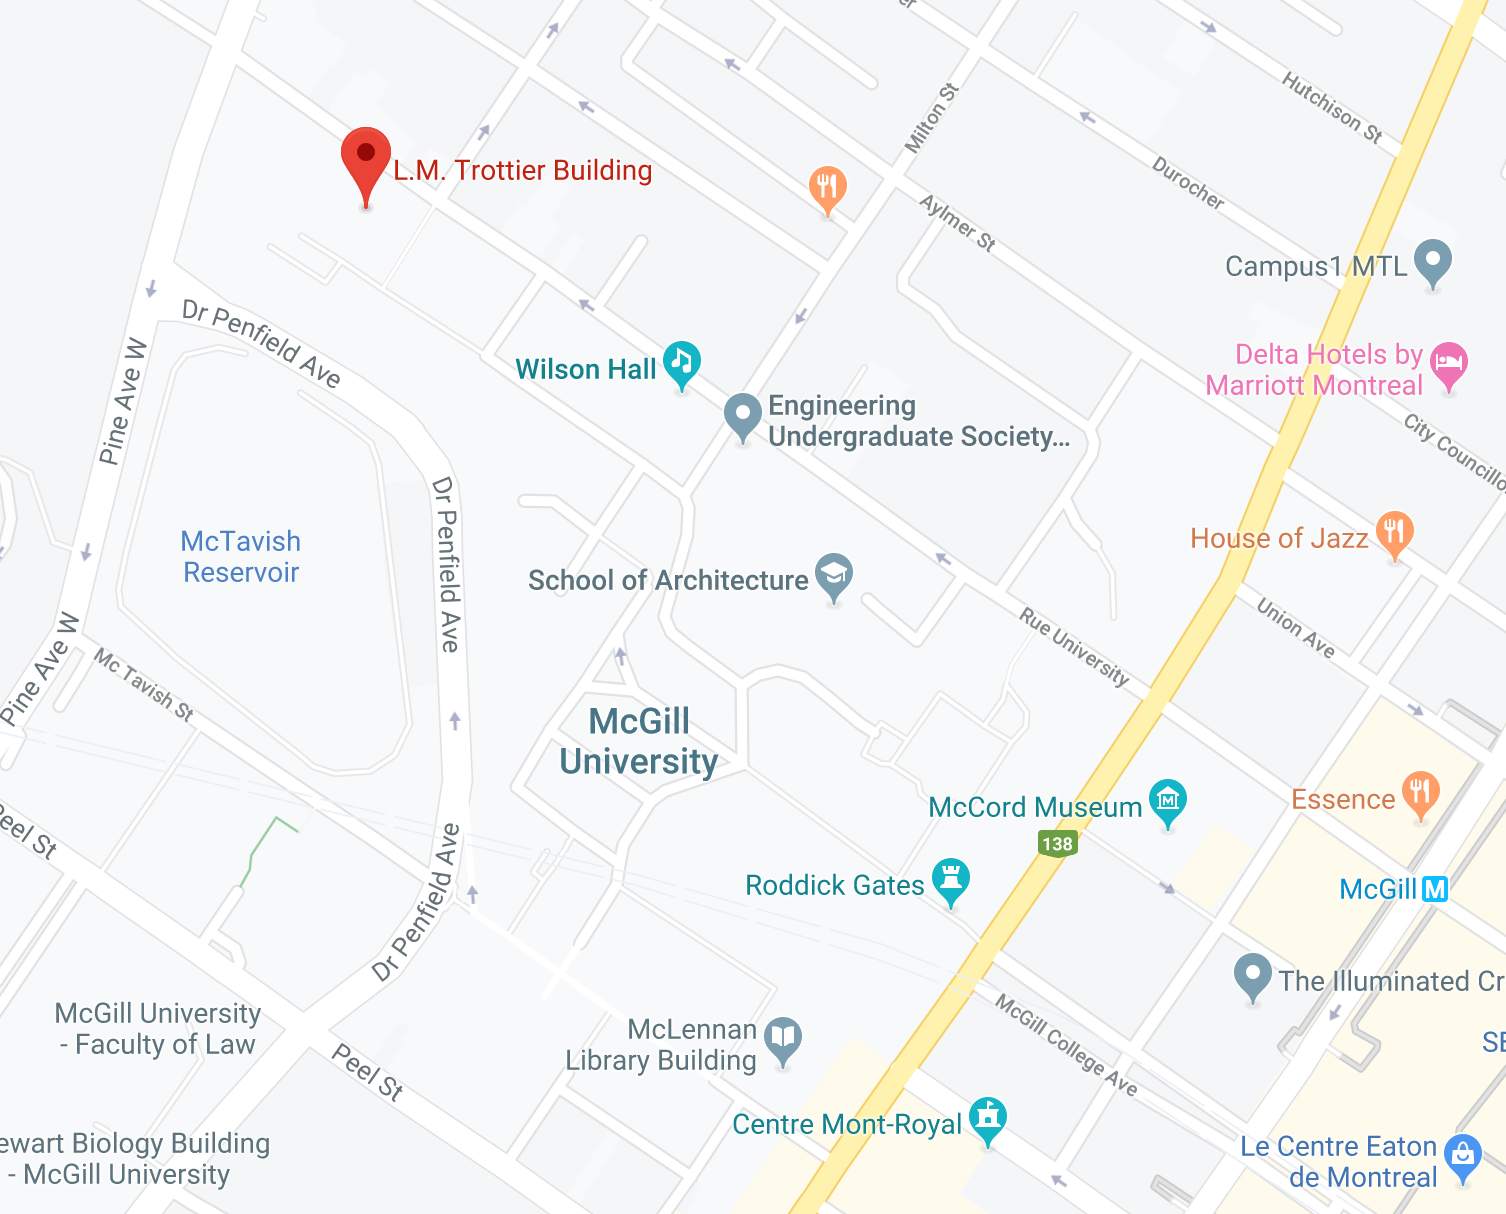 er
Hutchison St
Milton St
L.M. Trottier Building
Durocher
Aylmer St
Campus1 MTL
Dr Penfield Ave
Pine Ave W
Wilson Hall
Delta Hotels by
Marriott Montreal
Engineering
Undergraduate Society...
City Councillo
Dr Penfield Ave
McTavish
Reservoir
House of Jazz
School of Architecture
Rue University
Union Ave
Pine Ave W
Mc Tavish St
McGill
University
Essence
McCord Museum
138
Peel St
Dr Penfield Ave
Roddick Gates
McGill M
The Illuminated Cr
McGill University
- Faculty of Law
McLennan
Library Building
McGill College Ave
SE
Peel St
Centre Mont-Royal
ewart Biology Building
- McGill University
Le Centre Eaton
de Montreal